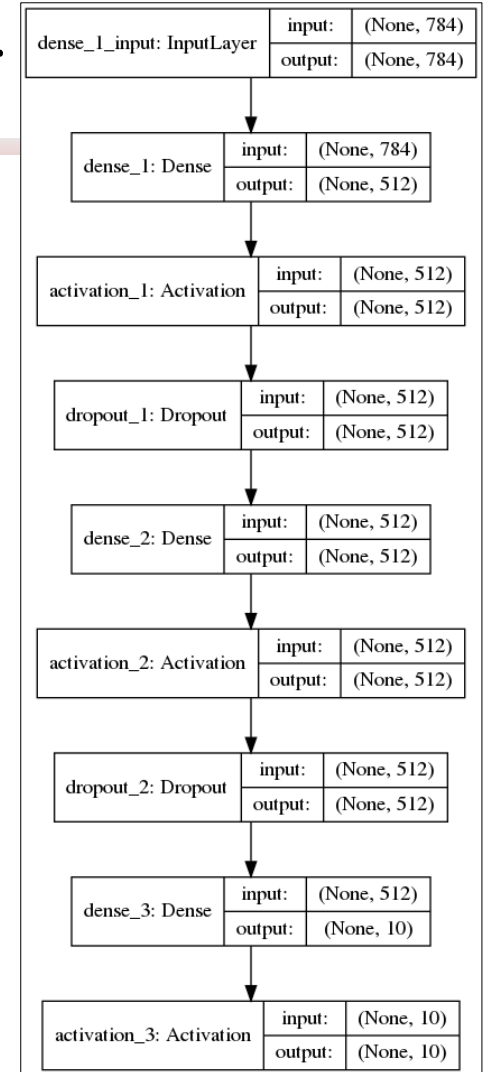 dense_1_input: InputLayer input: (None, 784)
output: (None, 784)
dense_1: Dense input: (None, 784)
output: (None, 512)
activation_1: Activation input: (None, 512)
output: (None, 512)
dropout_1: Dropout input: (None, 512)
output: (None, 512)
dense_2: Dense input: (None, 512)
output: (None, 512)
activation_2: Activation input: (None, 512)
output: (None, 512)
dropout_2: Dropout input: (None, 512)
output: (None, 512)
dense_3: Dense input: (None, 512)
output: (None, 10)
activation_3: Activation input: (None, 10)
output: (None, 10)